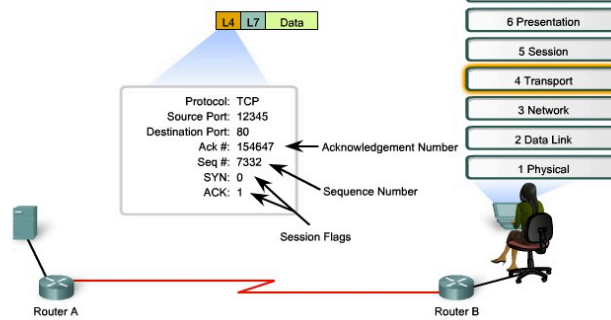 L4 L7 Data
6 Presentation
5 Session
4 Transport
3 Network
2 Data Link
1 Physical
Protocol: TCP
Source Port: 12345
Destination Port: 80
Ack #: 154647
Seq #: 7332
SYN: 0
ACK: 1
Acknowledgement Number
Sequence Number
Session Flags
Router A
Router B